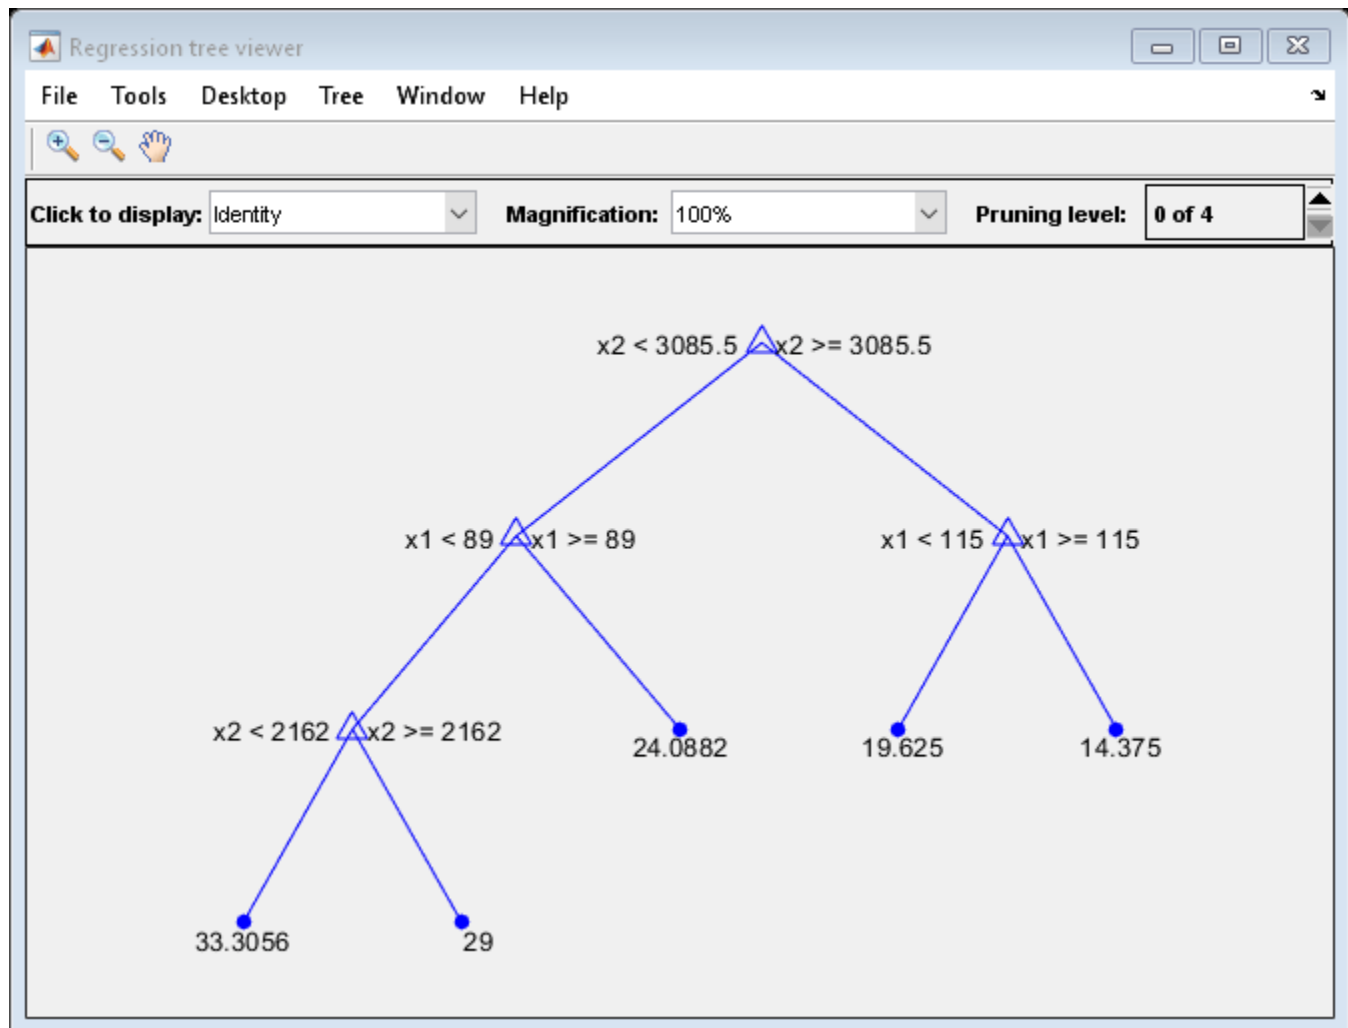 Regression tree viewer
File Tools Desktop Tree Window Help
Click to display: Identity Magnification: 100% Pruning level: 0 of 4
x2 < 3085.5 x2 >= 3085.5
x1 < 89 x1 >= 89 x1 < 115 x1 >= 115
x2 < 2162 x2 >= 2162 24.0882 19.625 14.375
33.3056 29